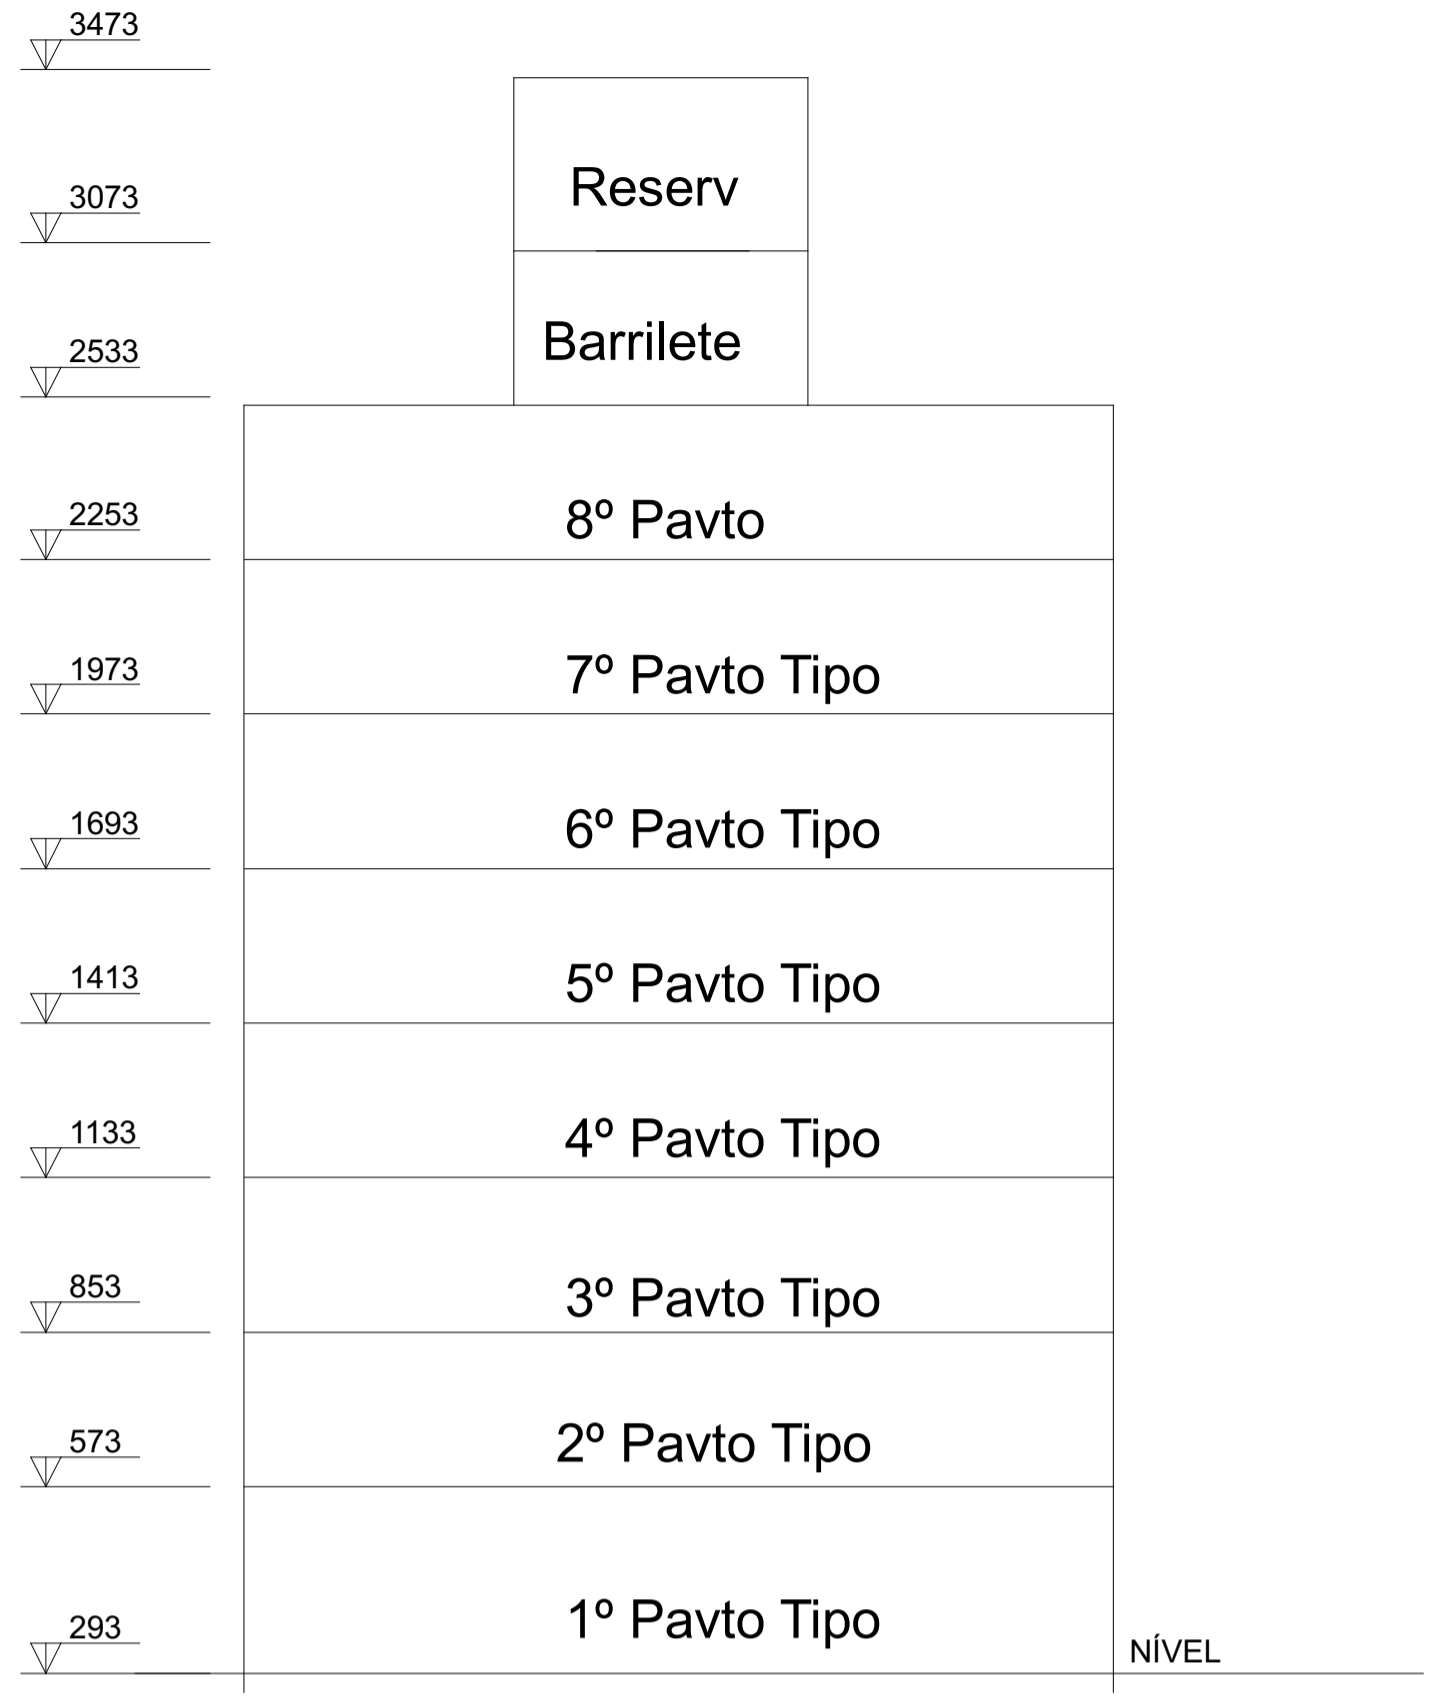 3473
Reserv
3073
Barrilete
2533
8º Pavto
2253
7º Pavto Tipo
1973
6º Pavto Tipo
1693
5º Pavto Tipo
1413
4º Pavto Tipo
1133
3º Pavto Tipo
853
2º Pavto Tipo
573
1º Pavto Tipo
293
NÍVEL